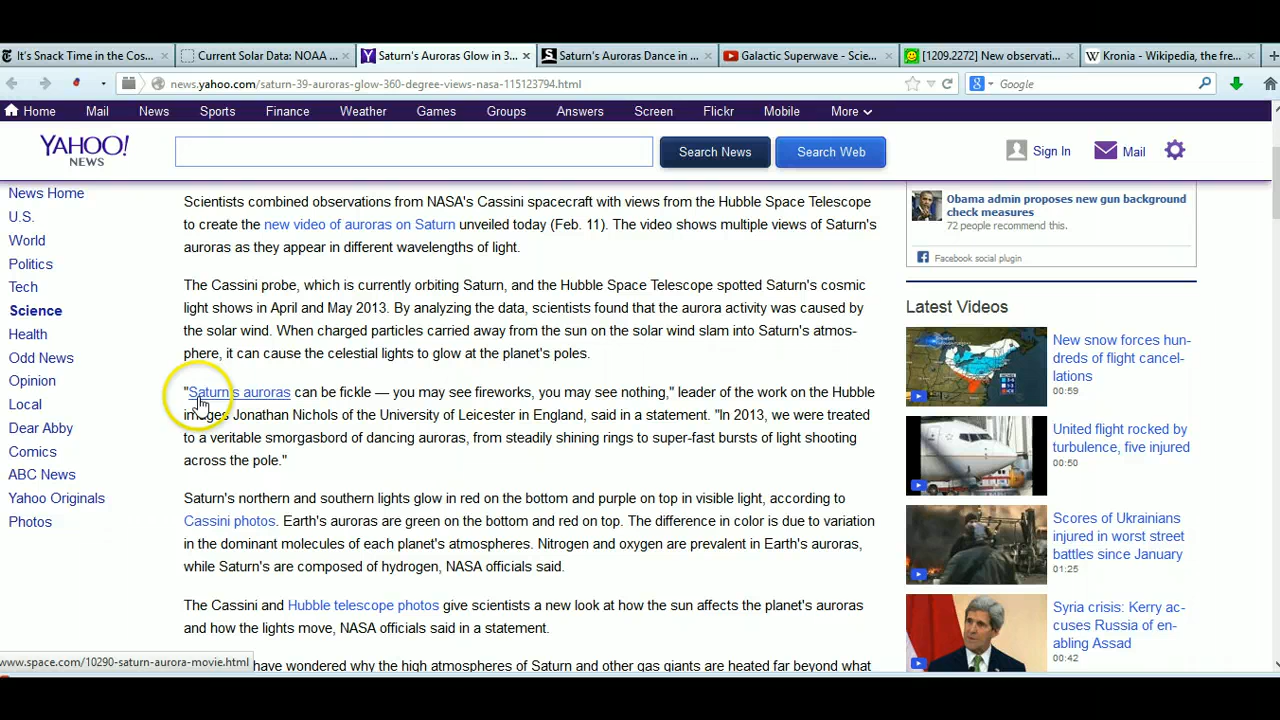 It's Snack Time in the Cos...
Current Solar Data: NOAA ...
Saturn's Auroras Glow in 3...
Saturn's Auroras Dance in ...
Galactic Superwave - Scie...
[1209.2272] New observati...
Kronia - Wikipedia, the fre...
news.yahoo.com/saturn-39-auroras-glow-360-degree-views-nasa-115123794.html
Google
Home Mail News Sports Finance Weather Games Groups Answers Screen Flickr Mobile More
YAHOO!
NEWS
Search News
Search Web
Sign In
Mail
News Home
U.S.
World
Politics
Tech
Science
Health
Odd News
Opinion
Local
Dear Abby
Comics
ABC News
Yahoo Originals
Photos
Scientists combined observations from NASA's Cassini spacecraft with views from the Hubble Space Telescope
to create the new video of auroras on Saturn unveiled today (Feb. 11). The video shows multiple views of Saturn's
auroras as they appear in different wavelengths of light.
The Cassini probe, which is currently orbiting Saturn, and the Hubble Space Telescope spotted Saturn's cosmic
light shows in April and May 2013. By analyzing the data, scientists found that the aurora activity was caused by
the solar wind. When charged particles carried away from the sun on the solar wind slam into Saturn's atmos-
phere, it can cause the celestial lights to glow at the planet's poles.
"Saturn's auroras can be fickle — you may see fireworks, you may see nothing," leader of the work on the Hubble
images Jonathan Nichols of the University of Leicester in England, said in a statement. "In 2013, we were treated
to a veritable smorgasbord of dancing auroras, from steadily shining rings to super-fast bursts of light shooting
across the pole."
Saturn's northern and southern lights glow in red on the bottom and purple on top in visible light, according to
Cassini photos. Earth's auroras are green on the bottom and red on top. The difference in color is due to variation
in the dominant molecules of each planet's atmospheres. Nitrogen and oxygen are prevalent in Earth's auroras,
while Saturn's are composed of hydrogen, NASA officials said.
The Cassini and Hubble telescope photos give scientists a new look at how the sun affects the planet's auroras
and how the lights move, NASA officials said in a statement.
have wondered why the high atmospheres of Saturn and other gas giants are heated far beyond what
www.space.com/10290-saturn-aurora-movie.html
Obama admin proposes new gun background
check measures
72 people recommend this.
Facebook social plugin
Latest Videos
New snow forces hun-
dreds of flight cancel-
lations
00:59
United flight rocked by
turbulence, five injured
00:50
Scores of Ukrainians
injured in worst street
battles since January
01:25
Syria crisis: Kerry ac-
cuses Russia of en-
abling Assad
00:42